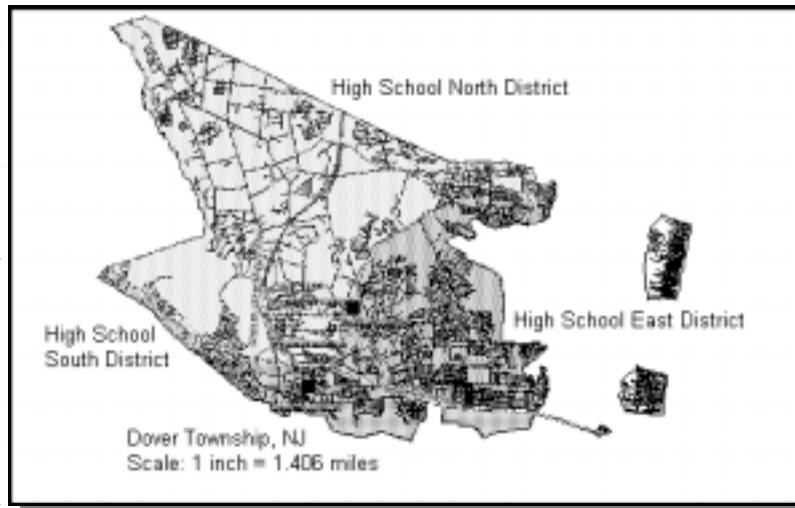 High School North District
High School East District
High School
South District
Dover Township, NJ
Scale: 1 inch = 1.406 miles